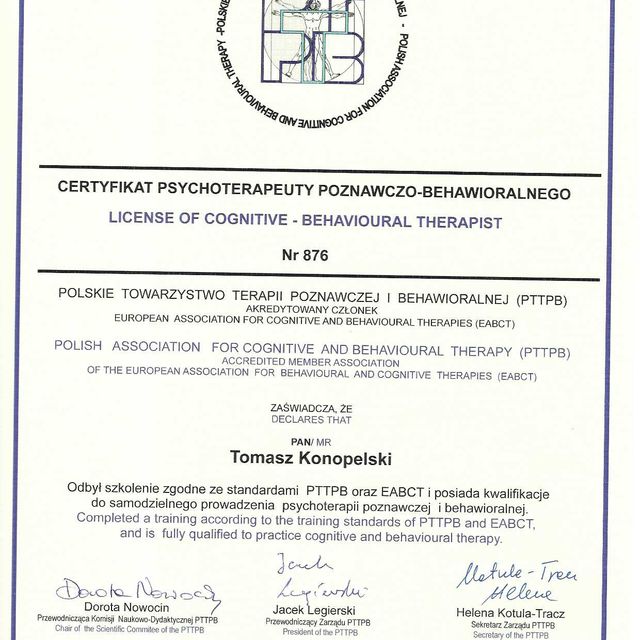 POLISH ASSOCIATION FOR COGNITIVE AND BEHAVIOURAL THERAPY
CERTYFIKAT PSYCHOTERAPEUTY POZNAWCZO-BEHAWIORALNEGO
LICENSE OF COGNITIVE - BEHAVIOURAL THERAPIST
Nr 876
POLSKIE TOWARZYSTWO TERAPII POZNAWCZEJ I BEHAWIORALNEJ (PTTPB)
AKREDYTOWANY CZŁONEK
EUROPEAN ASSOCIATION FOR COGNITIVE AND BEHAVIOURAL THERAPIES (EABCT)
POLISH ASSOCIATION FOR COGNITIVE AND BEHAVIOURAL THERAPY (PTTPB)
ACCREDITED MEMBER ASSOCIATION
OF THE EUROPEAN ASSOCIATION FOR BEHAVIOURAL AND COGNITIVE THERAPIES (EABCT)
ZAŚWIADCZA, ŻE
DECLARES THAT
PAN/ MR
Tomasz Konopelski
Odbył szkolenie zgodne ze standardami PTTPB oraz EABCT i posiada kwalifikacje
do samodzielnego prowadzenia psychoterapii poznawczej i behawioralnej.
Completed a training according to the training standards of PTTPB and EABCT,
and is fully qualified to practice cognitive and behavioural therapy.
Dorota Nowocin
Jacek Legierski
Matula-Trac
Helena
Dorota Nowocin
Przewodnicząca Komisji Naukowo-Dydaktycznej PTTPB
Chair of the Scientific Commitee of the PTTPB
Jacek Legierski
Przewodniczący Zarządu PTTPB
President of the PTTPB
Helena Kotula-Tracz
Sekretarz Zarządu PTTPB
Secretary of the PTTPB